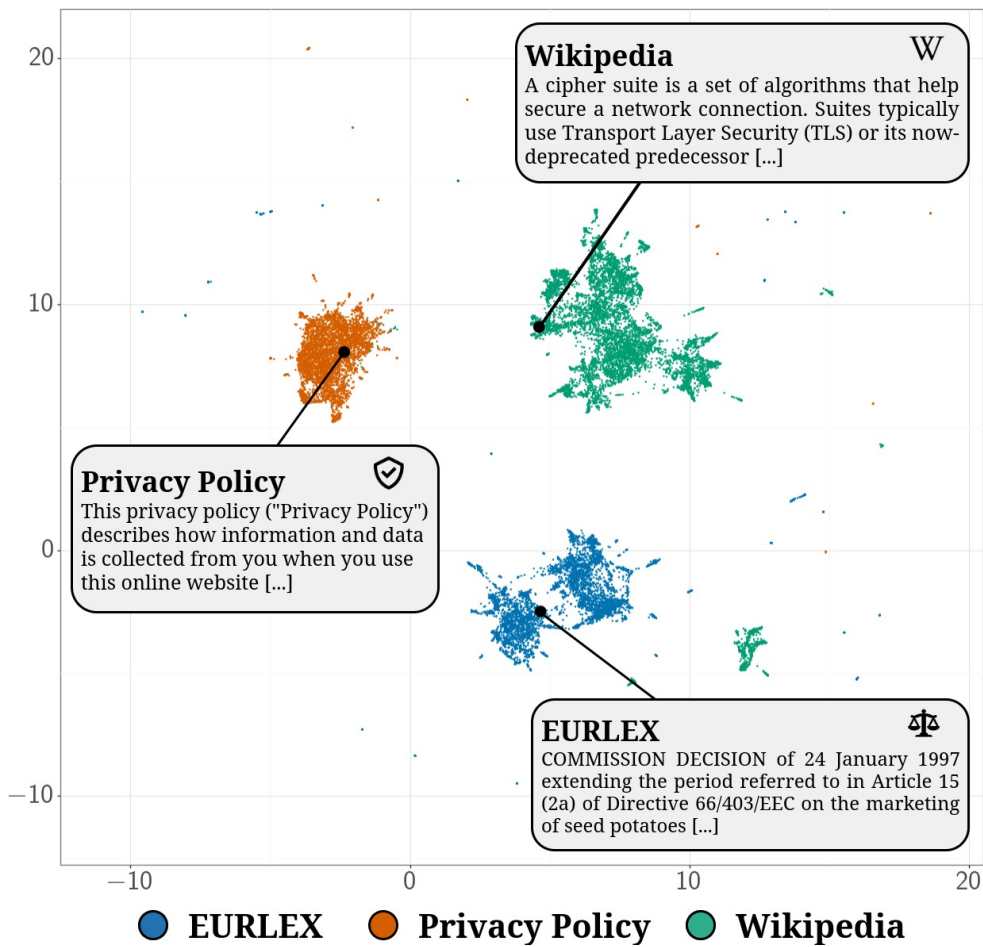 20
Wikipedia W
A cipher suite is a set of algorithms that help
secure a network connection. Suites typically
use Transport Layer Security (TLS) or its now-
deprecated predecessor [...]
10
Privacy Policy
This privacy policy ("Privacy Policy")
describes how information and data
is collected from you when you use
this online website [...]
0
EURLEX
COMMISSION DECISION of 24 January 1997
extending the period referred to in Article 15
(2a) of Directive 66/403/EEC on the marketing
of seed potatoes [...]
−10
−10 0 10 20
EURLEX Privacy Policy Wikipedia